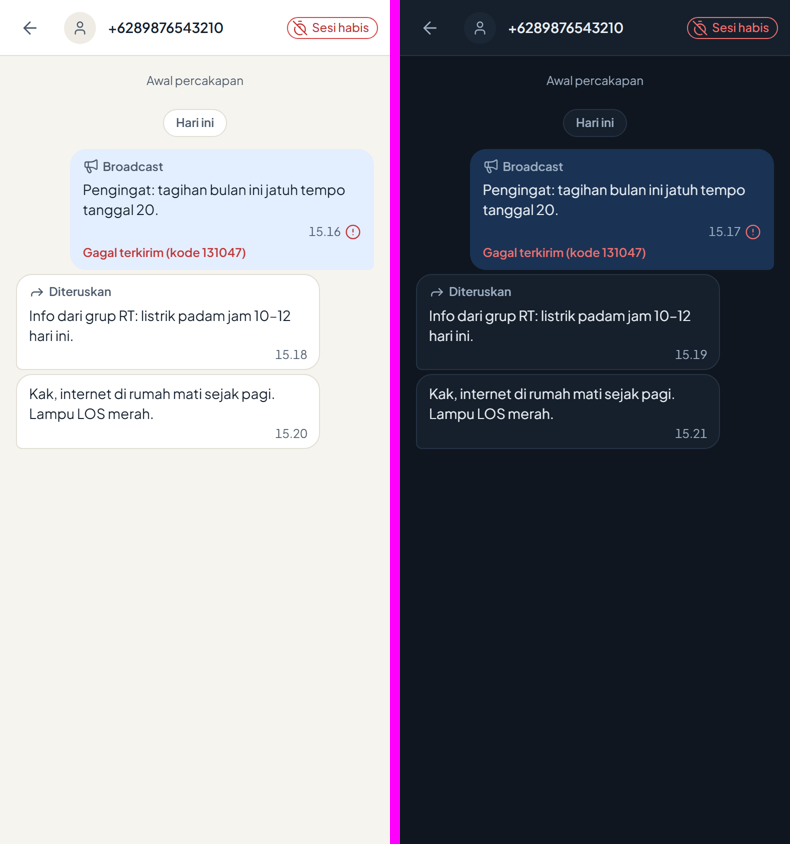 +6289876543210
Sesi habis
Awal percakapan
Hari ini
Broadcast
Pengingat: tagihan bulan ini jatuh tempo
tanggal 20.
15.16
Gagal terkirim (kode 131047)
Diteruskan
Info dari grup RT: listrik padam jam 10–12
hari ini.
15.18
Kak, internet di rumah mati sejak pagi.
Lampu LOS merah.
15.20
+6289876543210
Sesi habis
Awal percakapan
Hari ini
Broadcast
Pengingat: tagihan bulan ini jatuh tempo
tanggal 20.
15.17
Gagal terkirim (kode 131047)
Diteruskan
Info dari grup RT: listrik padam jam 10–12
hari ini.
15.19
Kak, internet di rumah mati sejak pagi.
Lampu LOS merah.
15.21